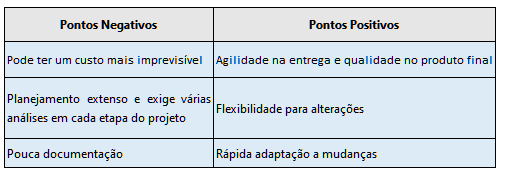 Pontos Negativos Pontos Positivos
Pode ter um custo mais imprevisível Agilidade na entrega e qualidade no produto final
Planejamento extenso e exige várias
análises em cada etapa do projeto
Flexibilidade para alterações
Pouca documentação Rápida adaptação a mudanças